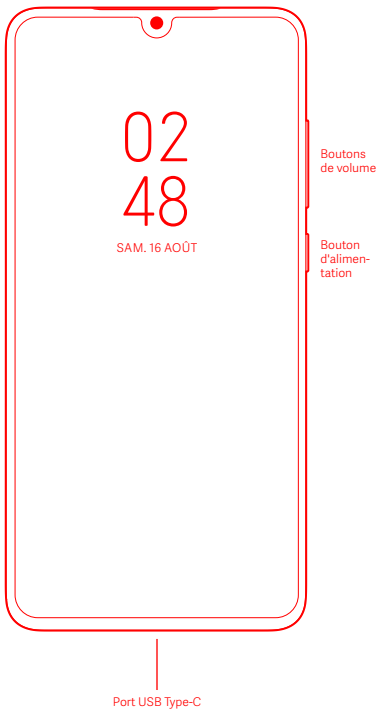 02
48
SAM. 16 AOÛT
Boutons
de volume
Bouton
d'alimen-
tation
Port USB Type-C